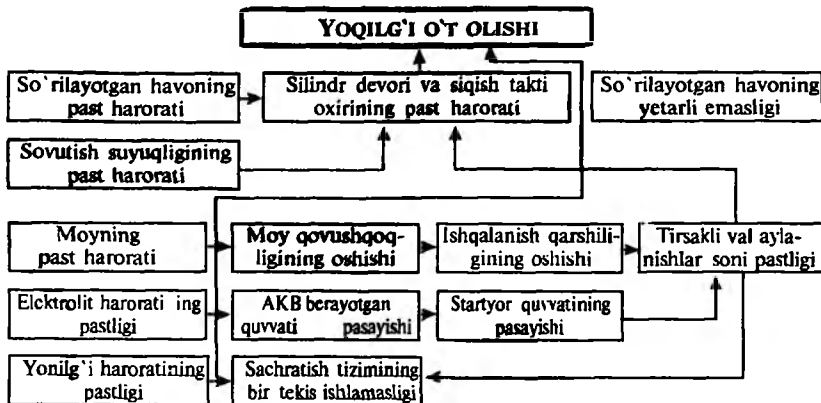 YOQILG'I O'T OLISHI
So`rilayotgan havoning
past harorati
Silindr devori va siqish takti
oxirining past harorati
So`rilayotgan havoning
yetarli emasligi
Sovutish suyuqligining
past harorati
Moyning
past harorati
Moy qovushqoq-
ligining oshishi
Ishqalanish qarshili-
gining oshishi
Tirsakli val ayla-
nishlar soni pastligi
Elcktrolit harorati ing
pastligi
AKB berayotgan
quvvati pasayishi
Startyor quvvatining
pasayishi
Yonilg`i haroratining
pastligi
Sachratish tizimining
bir tekis ishlamasligi